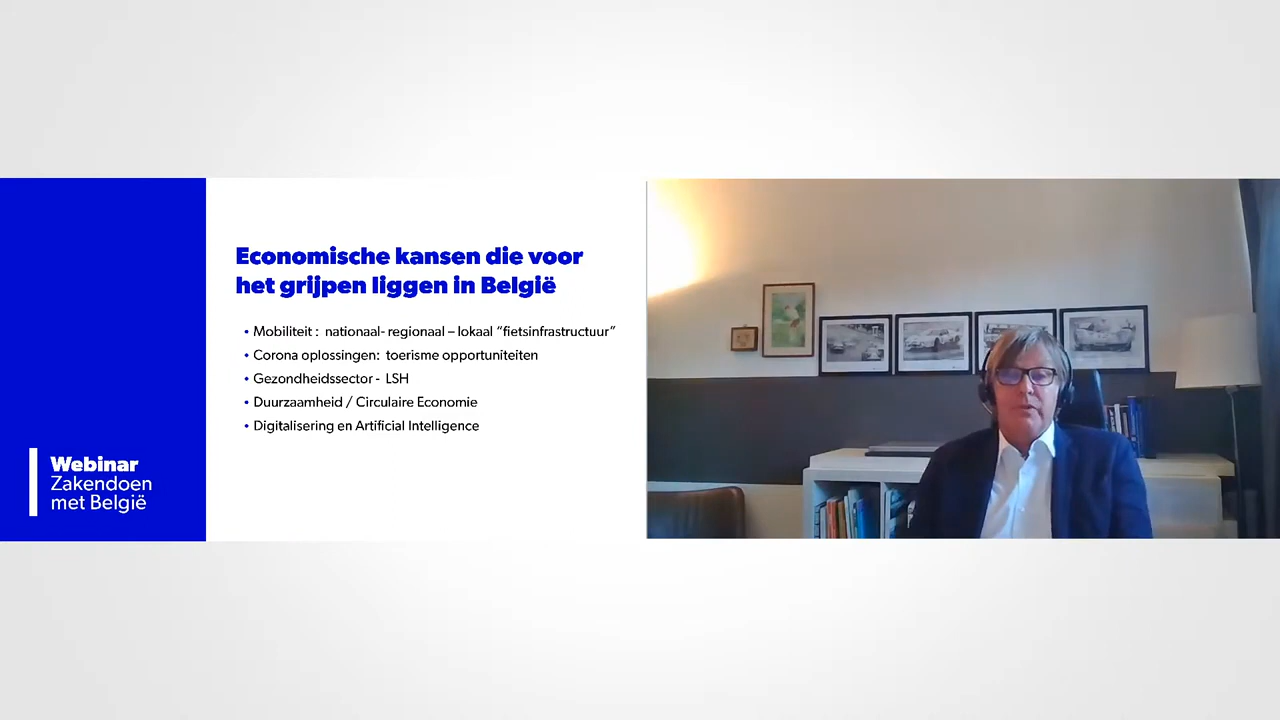 Economische kansen die voor
het grijpen liggen in België
• Mobiliteit : nationaal- regionaal – lokaal “fietsinfrastructuur”
• Corona oplossingen: toerisme opportuniteiten
• Gezondheidssector - LSH
• Duurzaamheid / Circulaire Economie
• Digitalisering en Artificial Intelligence
Webinar
Zakendoen
met België